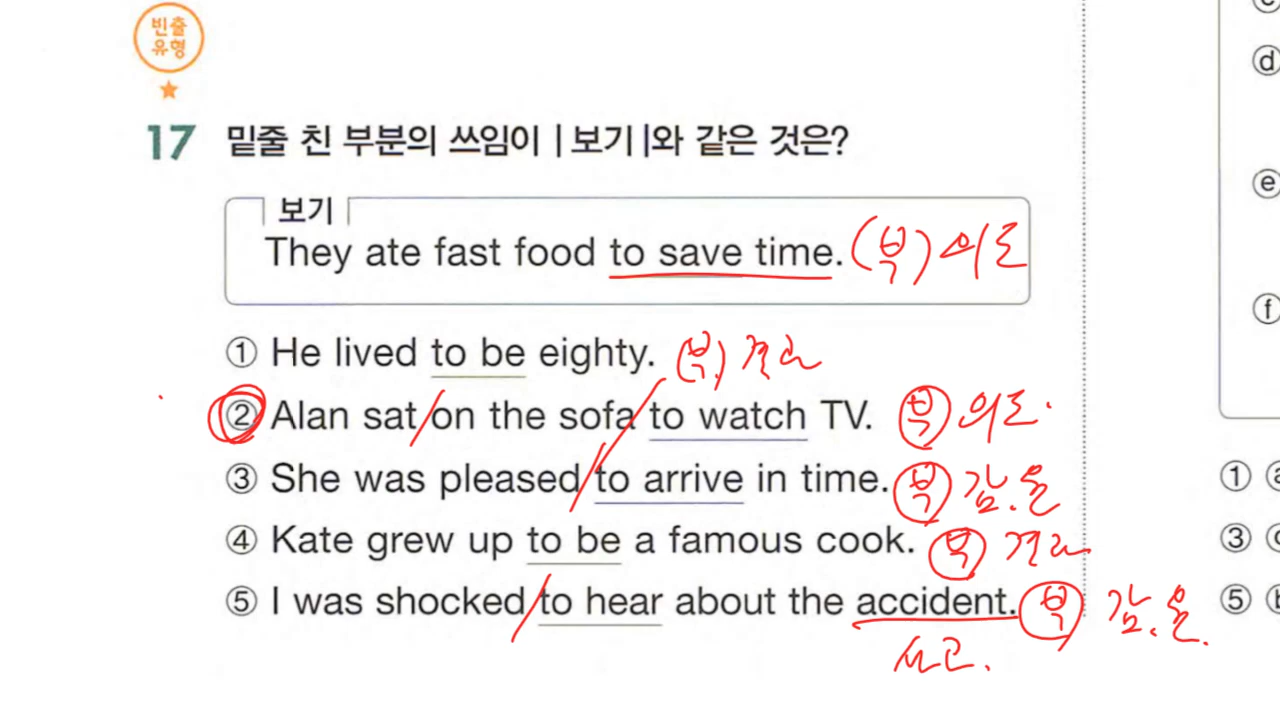 빈출
유형
17 밑줄 친 부분의 쓰임이 |보기|와 같은 것은?
보기
They ate fast food to save time. (부) 의도
① He lived to be eighty. (부) 결과
② Alan sat/on the sofa/to watch TV. 부 의도.
③ She was pleased/to arrive in time. 부 감.원
④ Kate grew up to be a famous cook. 부 결과
⑤ I was shocked/to hear about the accident. 부 감.원.
사고.
ⓓ
ⓔ
ⓕ
①
③
⑤